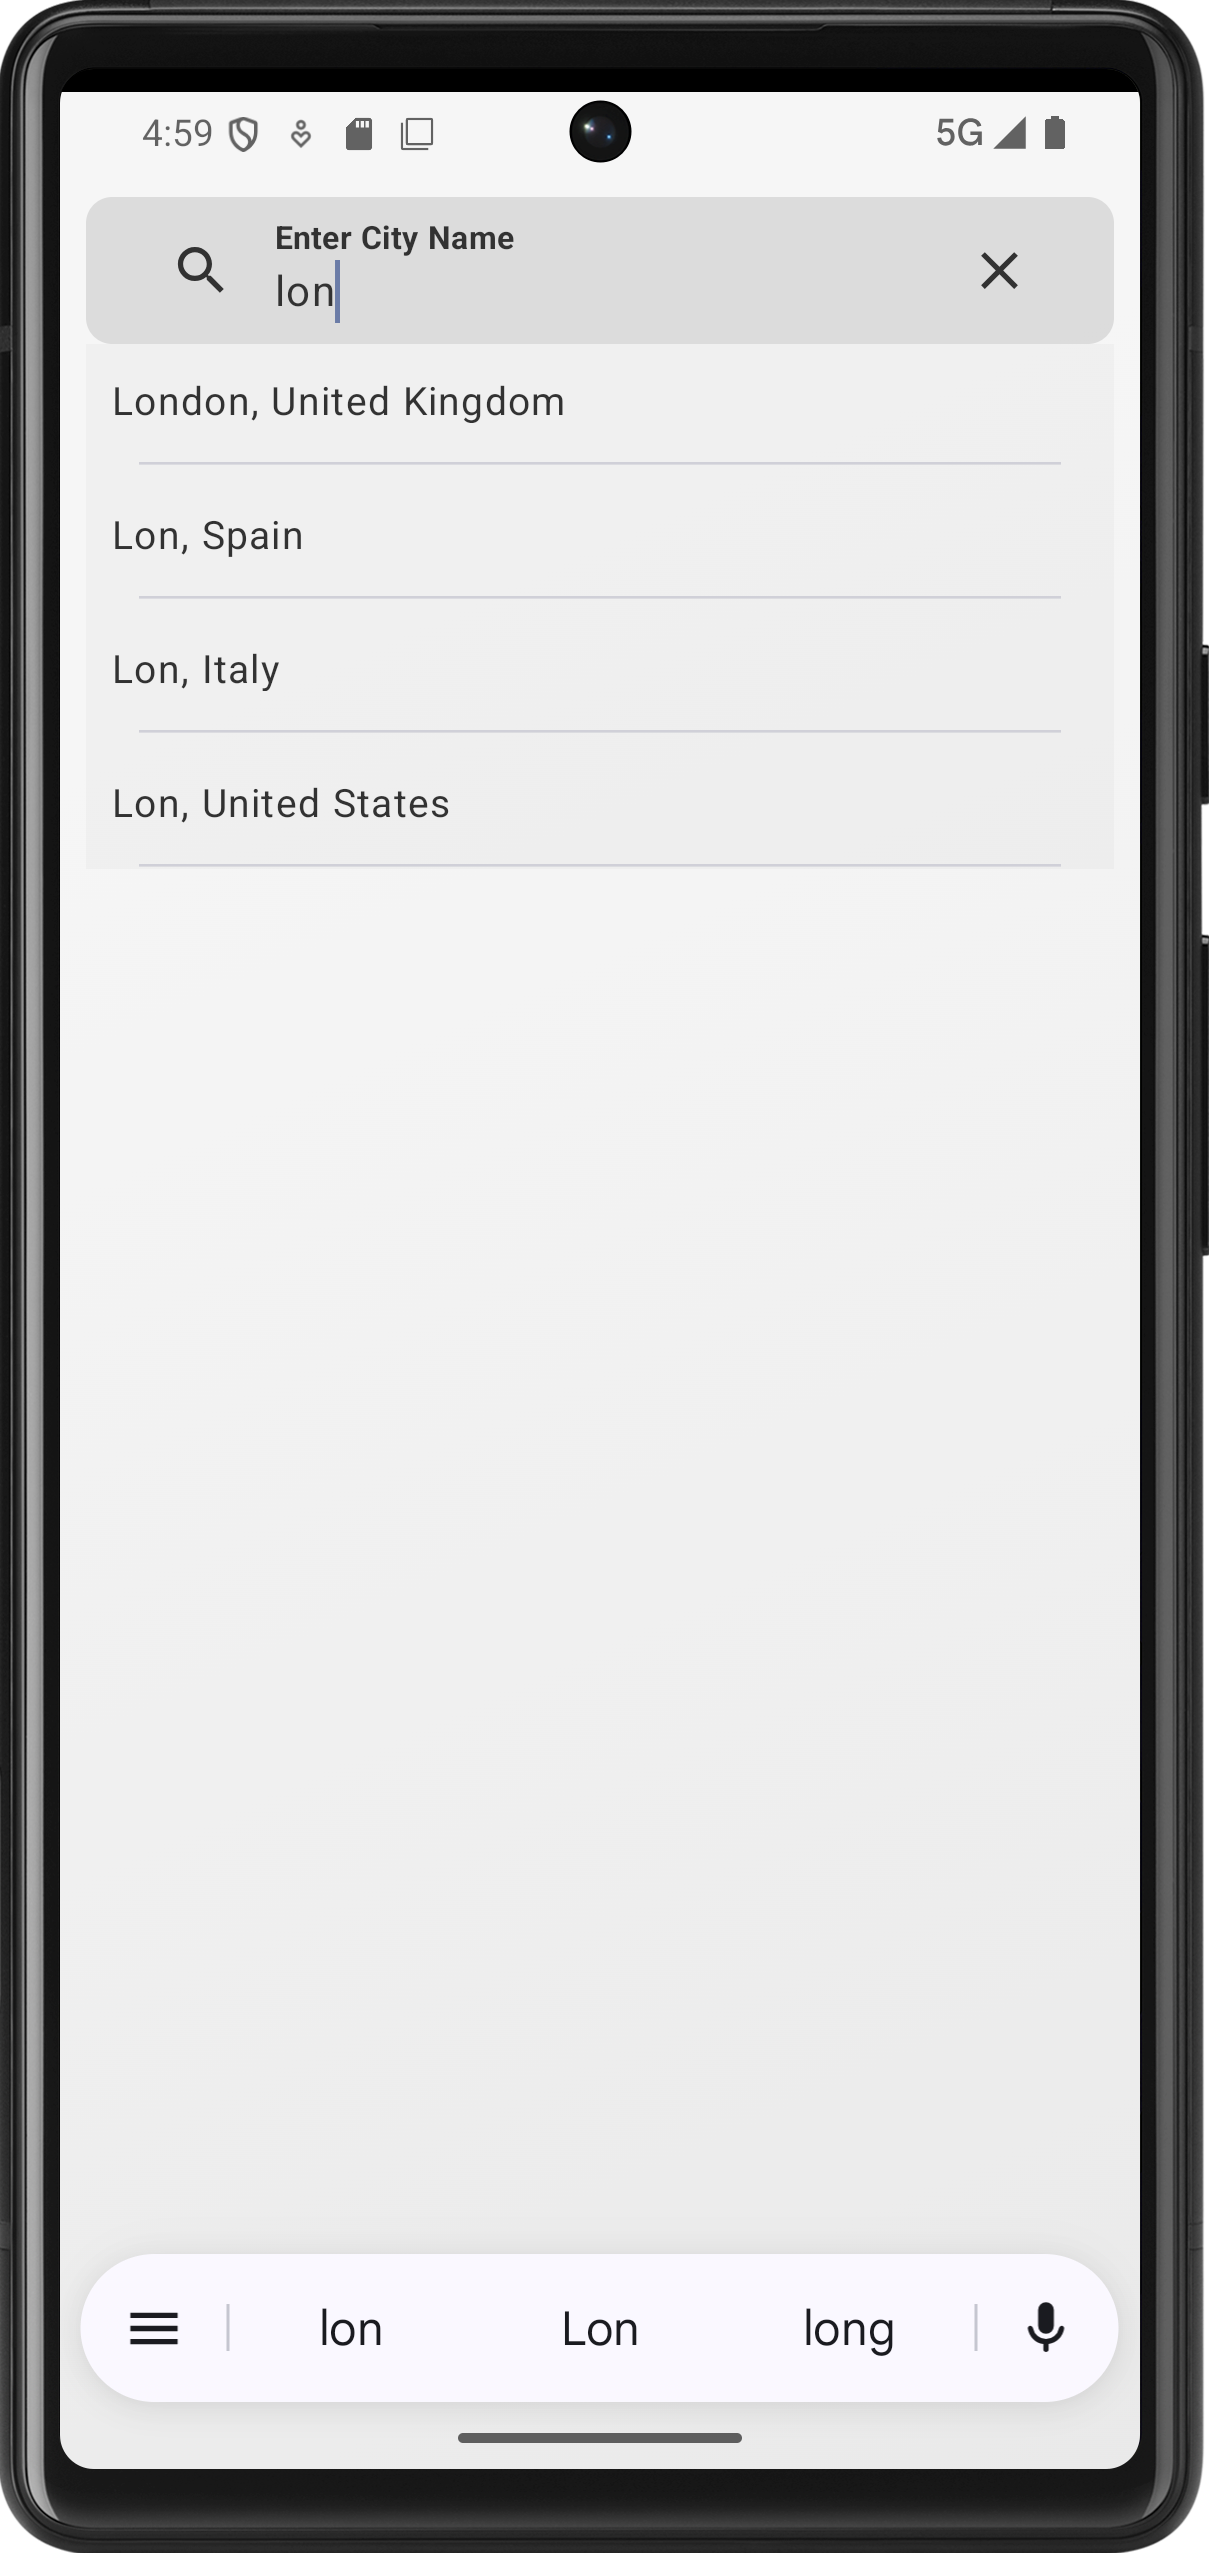 4:59 5G
Enter City Name
lon
London, United Kingdom
Lon, Spain
Lon, Italy
Lon, United States
lon Lon long